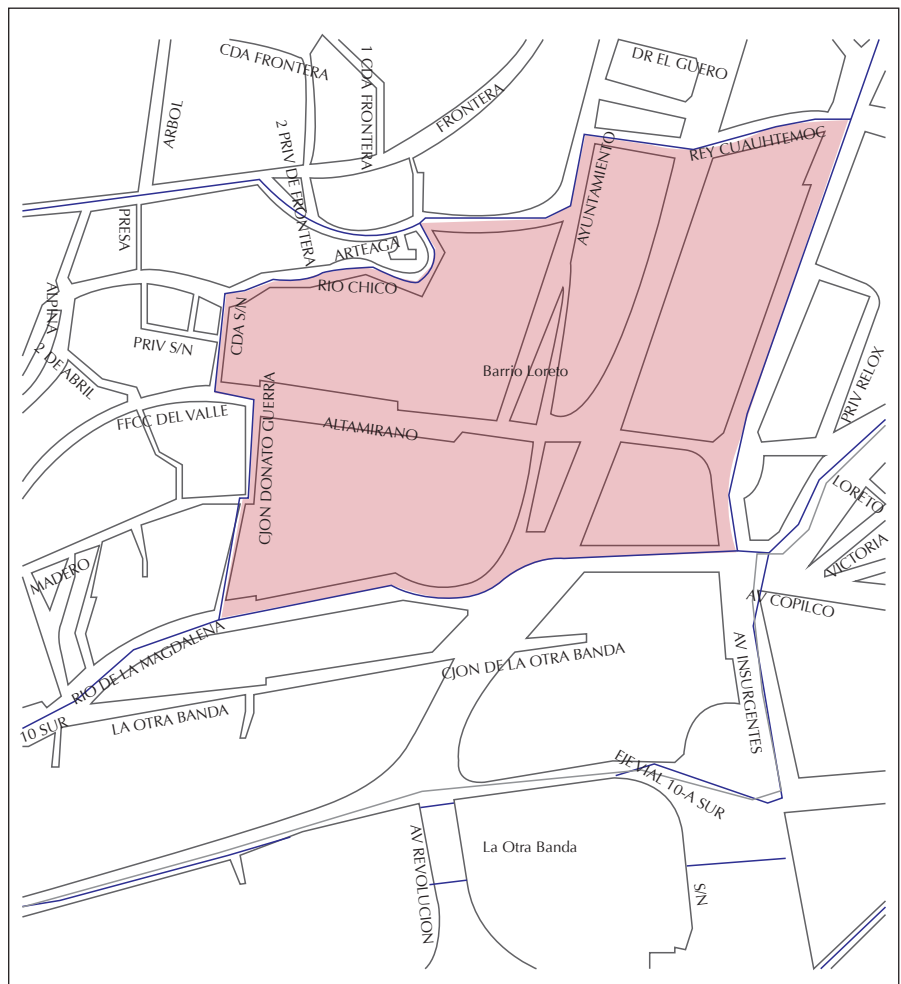 CDA FRONTERA
1 CDA FRONTERA
DR EL GUERO
ARBOL
FRONTERA
2 PRIV DE FRONTERA
AYUNTAMIENTO
REY CUAUHTEMOC
PRESA
ARTEAGA
RIO CHICO
ALPINA
CDA S/N
PRIV S/N
2 DE ABRIL
Barrio Loreto
PRIV RELOX
FFCC DEL VALLE
CJON DONATO GUERRA
ALTAMIRANO
LORETO
VICTORIA
MADERO
AV COPILCO
RIO DE LA MAGDALENA
CJON DE LA OTRA BANDA
AV INSURGENTES
10 SUR
LA OTRA BANDA
EJE VIAL 10-A SUR
AV REVOLUCION
La Otra Banda
S/N